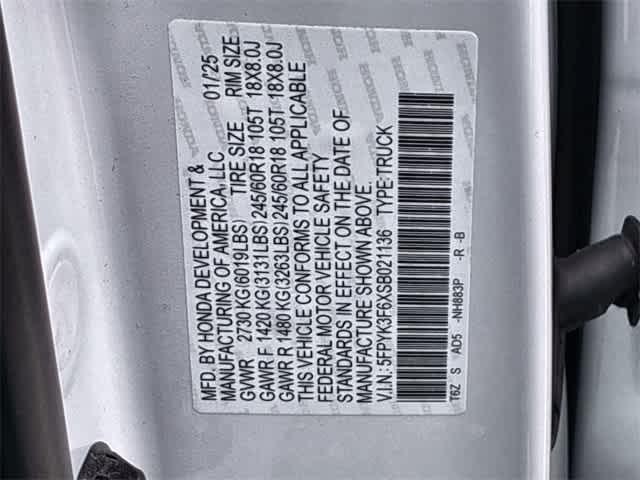 MFD. BY HONDA DEVELOPMENT & 01/'25
MANUFACTURING OF AMERICA, LLC
GVWR 2730 KG(6019LBS) TIRE SIZE RIM SIZE
GAWR F 1420 KG(3131LBS)245/60R18 105T 18X8.0J
GAWR R 1480 KG(3263LBS)245/60R18 105T 18X8.0J
THIS VEHICLE CONFORMS TO ALL APPLICABLE
FEDERAL MOTOR VEHICLE SAFETY
STANDARDS IN EFFECT ON THE DATE OF
MANUFACTURE SHOWN ABOVE.
V.I.N.: 5FPYK3F6XSB021136 TYPE:TRUCK
T6Z S AD5 -NH883P -R -B